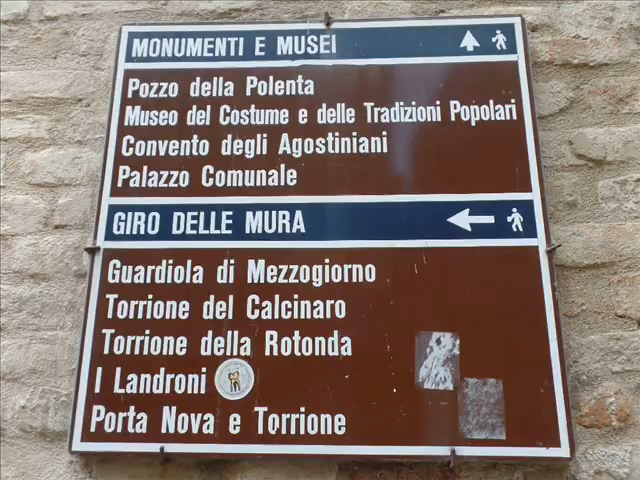 MONUMENTI E MUSEI
Pozzo della Polenta
Museo del Costume e delle Tradizioni Popolari
Convento degli Agostiniani
Palazzo Comunale
GIRO DELLE MURA
Guardiola di Mezzogiorno
Torrione del Calcinaro
Torrione della Rotonda
I Landroni
Porta Nova e Torrione